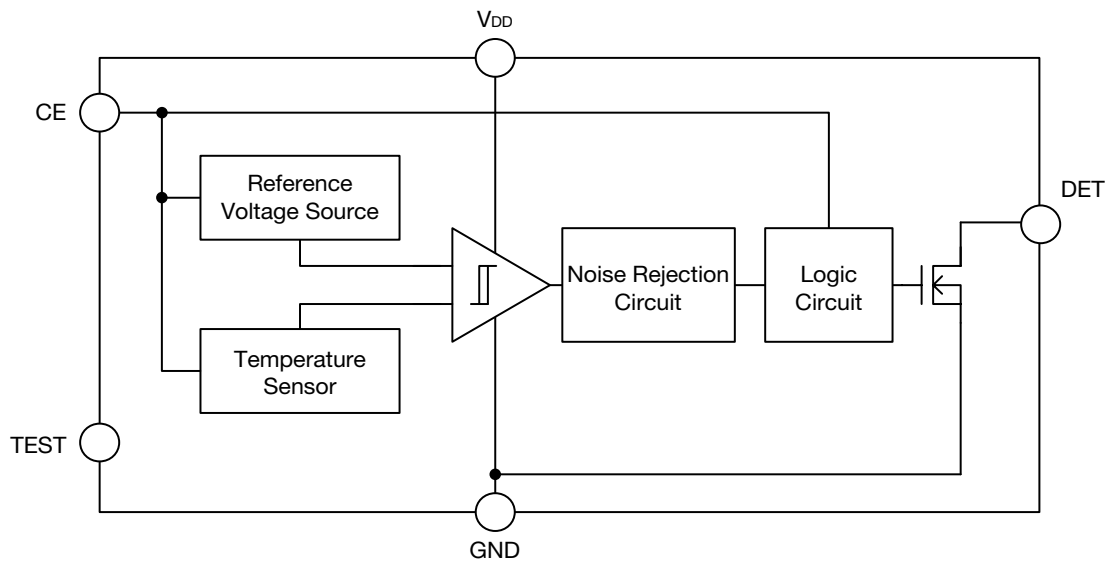 VDD
CE
Reference
Voltage Source
DET
Noise Rejection
Circuit
Logic
Circuit
Temperature
Sensor
TEST
GND